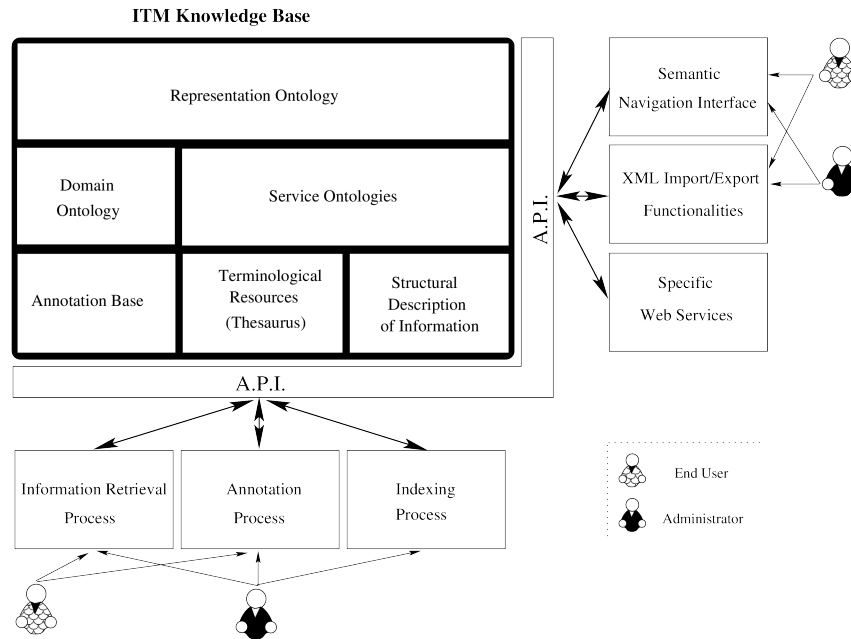 ITM Knowledge Base
Representation Ontology
Domain
Ontology
Service Ontologies
Annotation Base
Terminological
Resources
(Thesaurus)
Structural
Description
of Information
A.P.I.
A.P.I.
Semantic
Navigation Interface
XML Import/Export
Functionalities
Specific
Web Services
Information Retrieval
Process
Annotation
Process
Indexing
Process
End User
Administrator